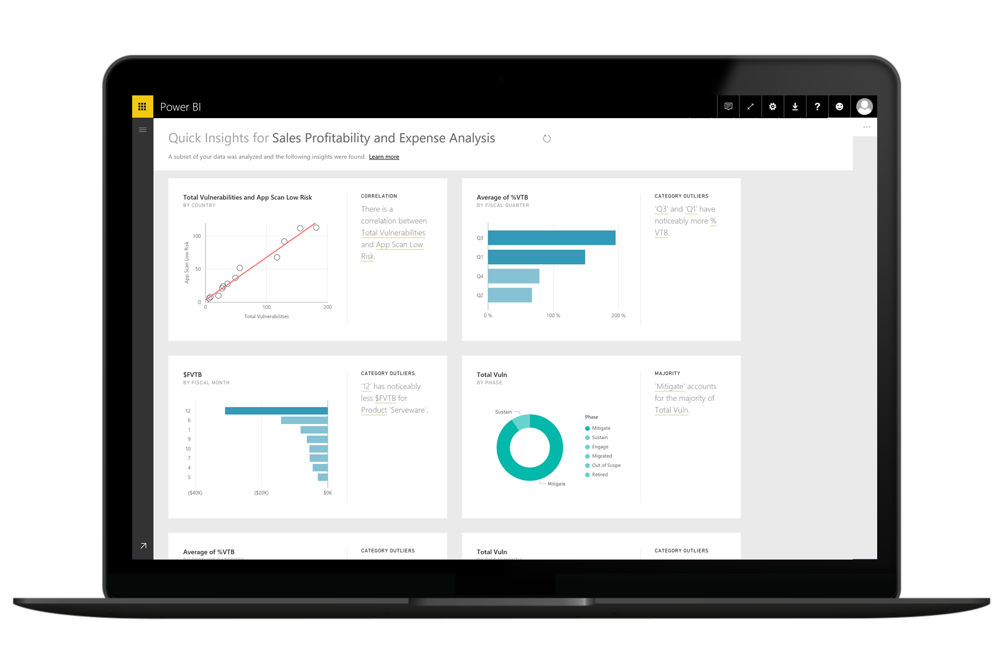 Power BI
?
...
Quick Insights for Sales Profitability and Expense Analysis
A subset of your data was analyzed and the following insights were found. Learn more
Total Vulnerabilities and App Scan Low Risk
BY COUNTRY
App Scan Low Risk
100
50
0
0 100 200
Total Vulnerabilities
CORRELATION
There is a
correlation between
Total Vulnerabilities
and App Scan Low
Risk.
Average of %VTB
BY FISCAL QUARTER
Q3
Q1
Q4
Q2
0 % 100 % 200 %
CATEGORY OUTLIERS
'Q3' and 'Q1' have
noticeably more %
VTB.
$FVTB
BY FISCAL MONTH
12
6
1
9
10
7
4
5
($40K) ($20K) $0K
CATEGORY OUTLIERS
'12' has noticeably
less $FVTB for
Product 'Serveware'.
Total Vuln
BY PHASE
Sustain
Mitigate
Phase
Mitigate
Sustain
Engage
Migrated
Out of Scope
Retired
MAJORITY
'Mitigate' accounts
for the majority of
Total Vuln.
Average of %VTB
BY PRODUCT CATEGORY
CATEGORY OUTLIERS
Total Vuln
BY FISCAL MONTH
CATEGORY OUTLIERS